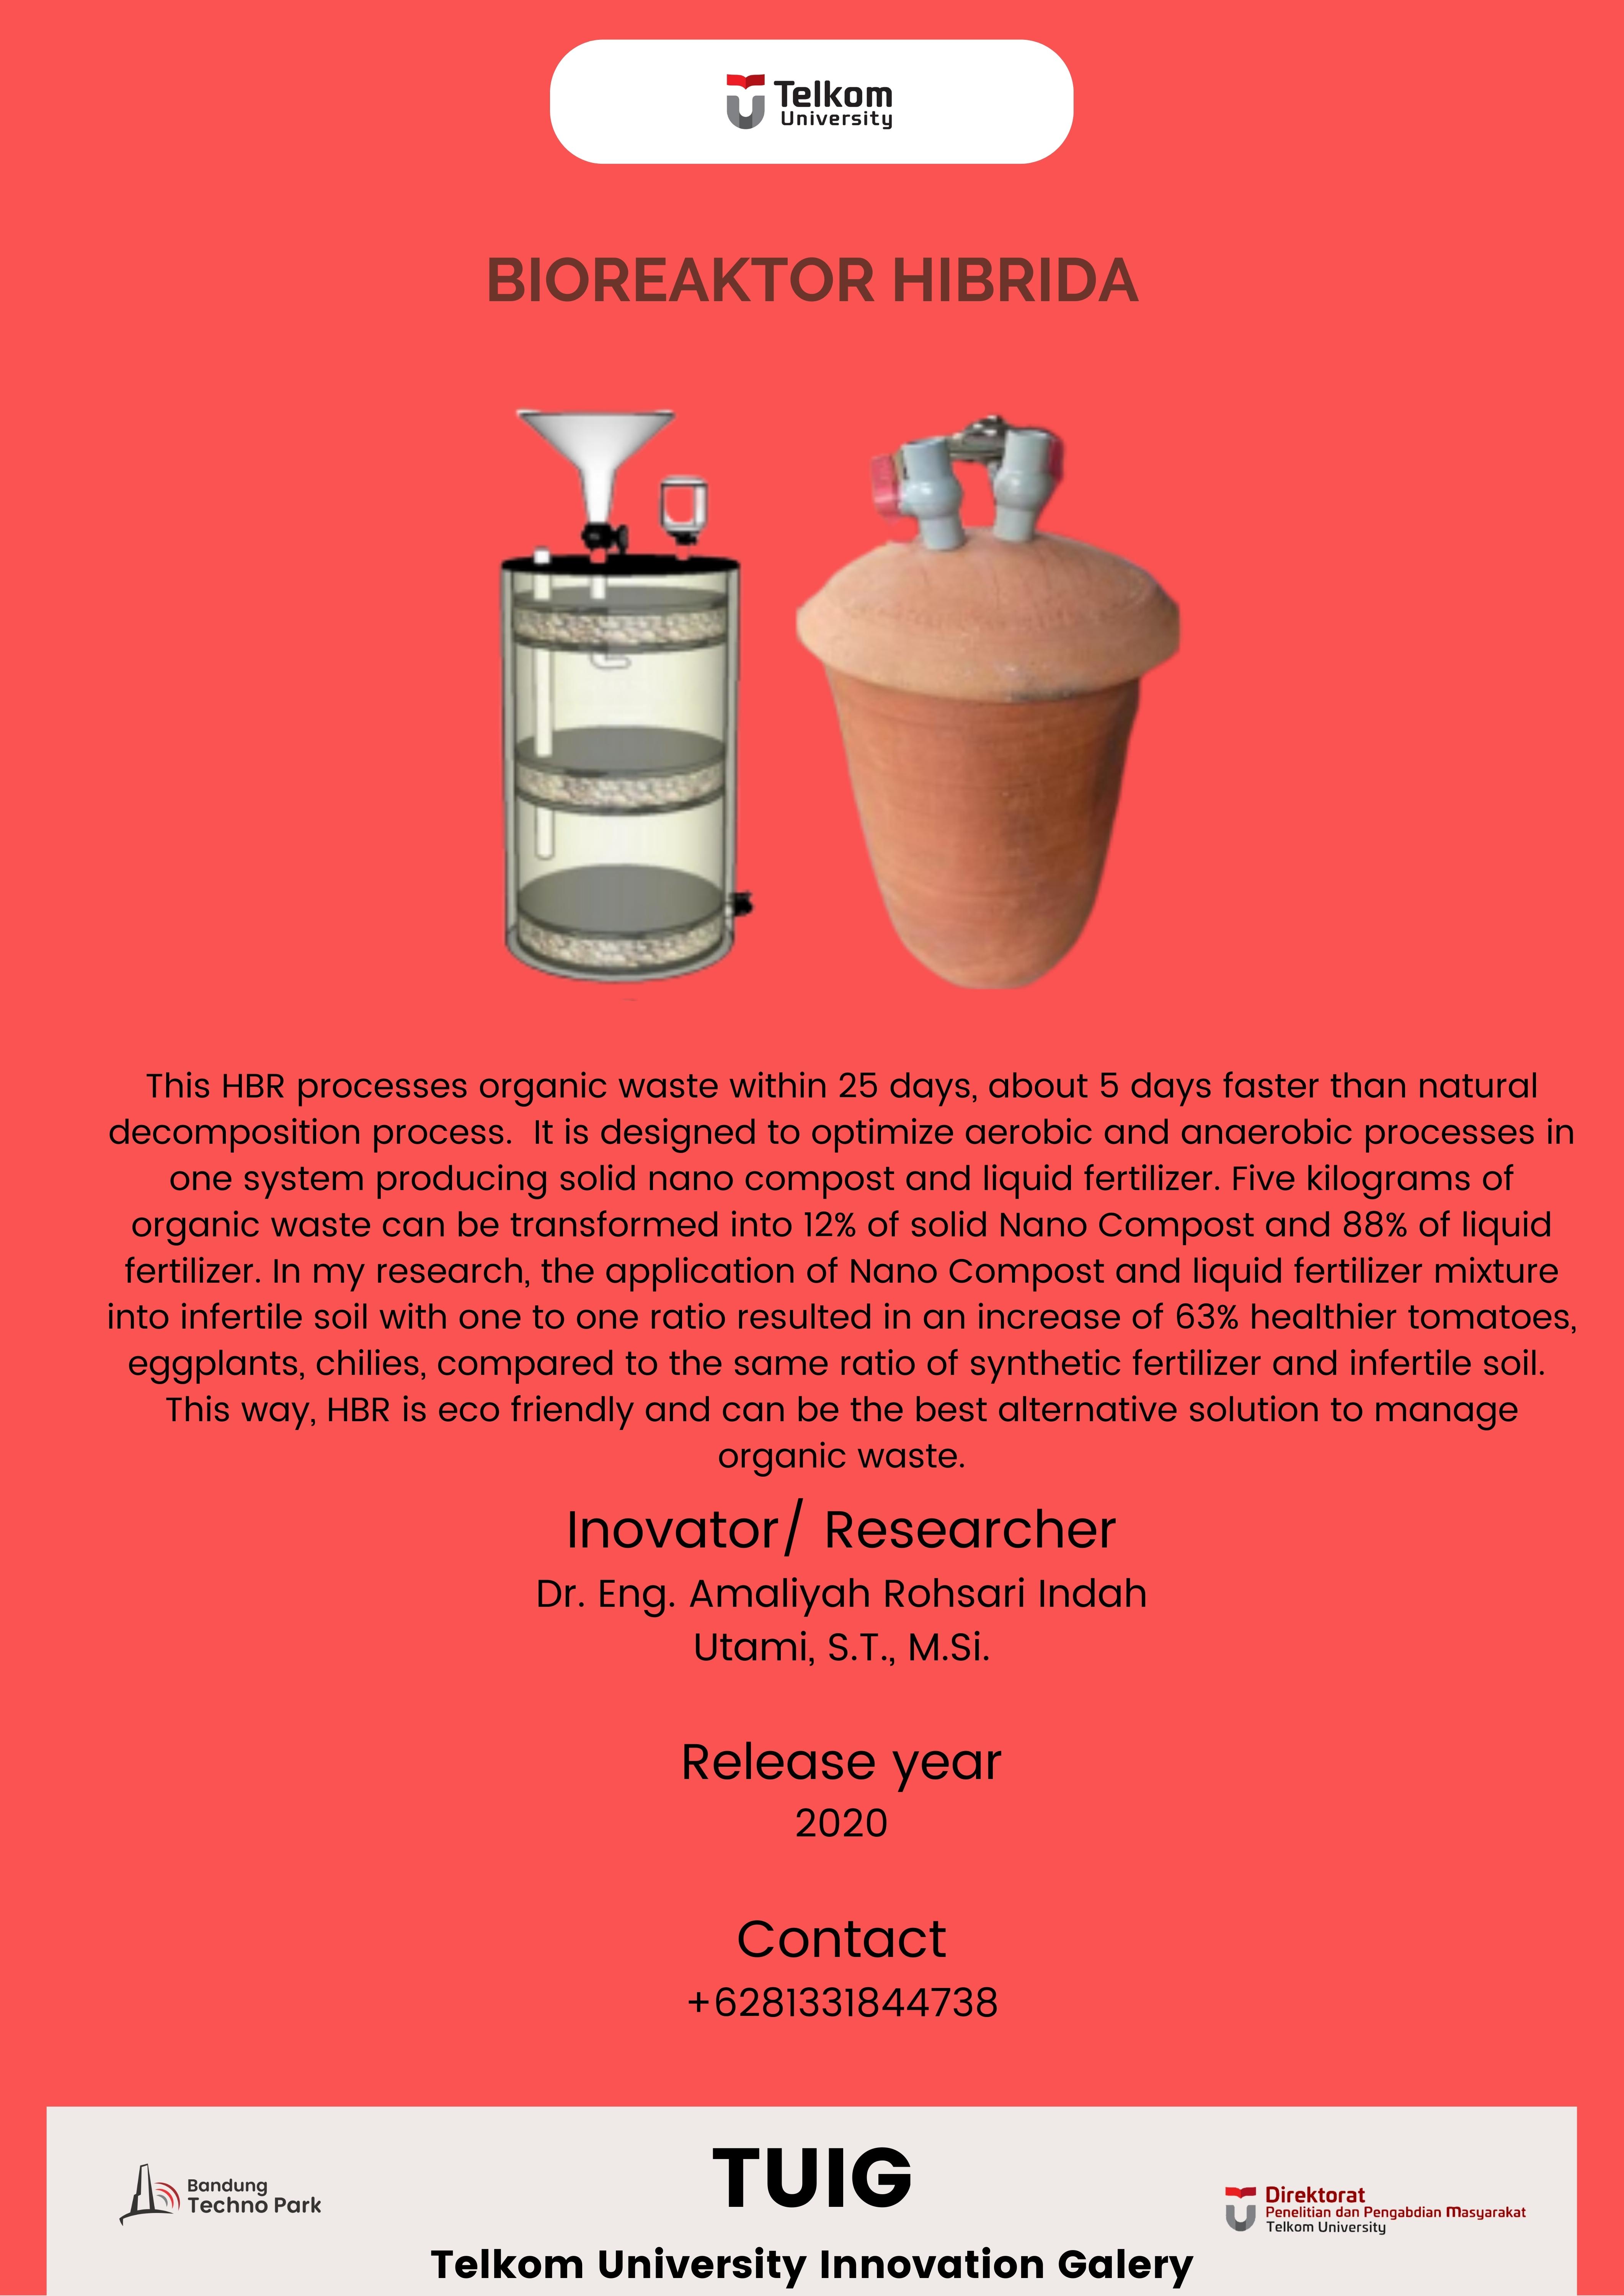 Telkom
University
BIOREAKTOR HIBRIDA
This HBR processes organic waste within 25 days, about 5 days faster than natural
decomposition process.  It is designed to optimize aerobic and anaerobic processes in
one system producing solid nano compost and liquid fertilizer. Five kilograms of
organic waste can be transformed into 12% of solid Nano Compost and 88% of liquid
fertilizer. In my research, the application of Nano Compost and liquid fertilizer mixture
into infertile soil with one to one ratio resulted in an increase of 63% healthier tomatoes,
eggplants, chilies, compared to the same ratio of synthetic fertilizer and infertile soil.
This way, HBR is eco friendly and can be the best alternative solution to manage
organic waste.
Inovator/ Researcher
Dr. Eng. Amaliyah Rohsari Indah
Utami, S.T., M.Si.
Release year
2020
Contact
+6281331844738
Bandung
Techno Park
TUIG
Telkom University Innovation Galery
Direktorat
Penelitian dan Pengabdian Masyarakat
Telkom University